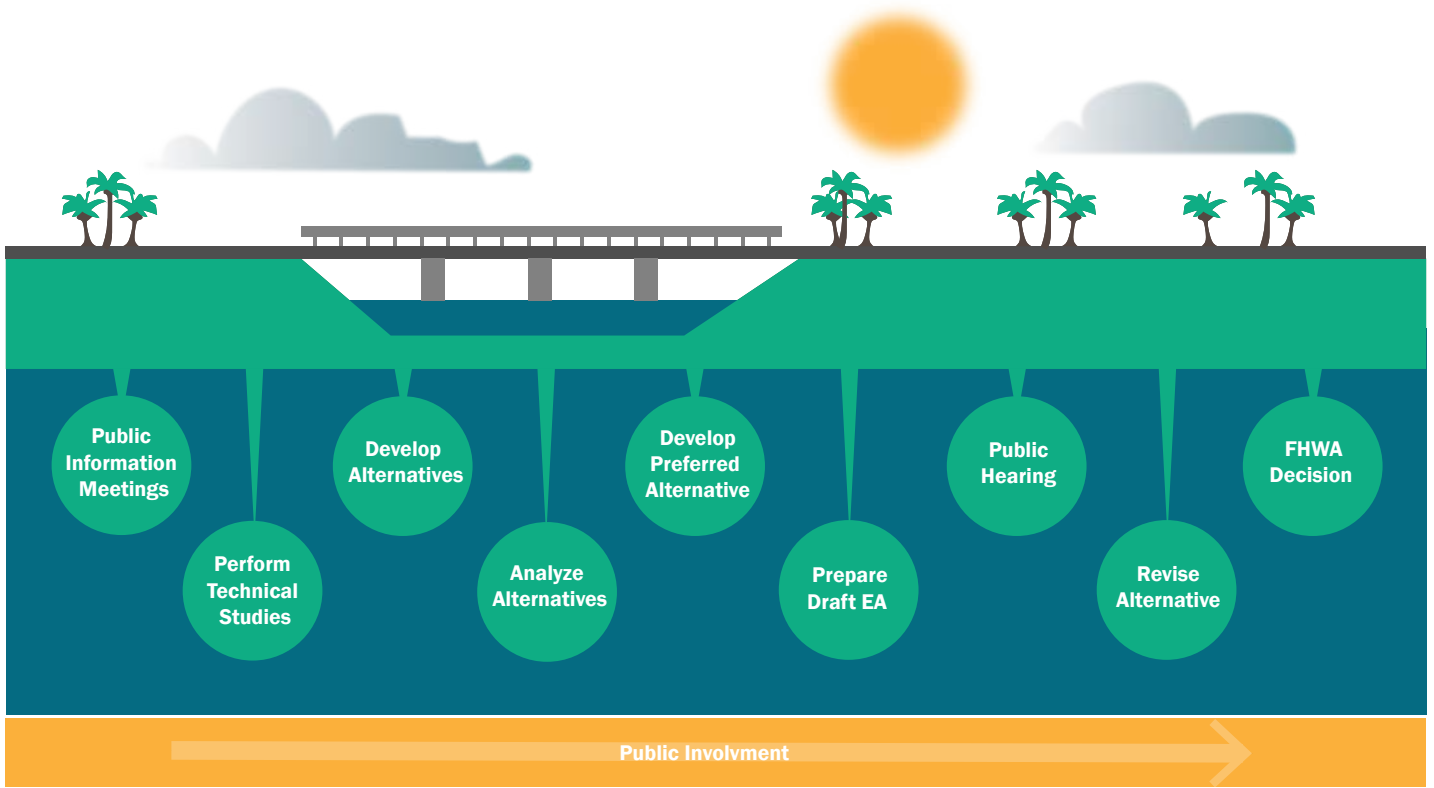 Public
Information
Meetings
Perform
Technical
Studies
Develop
Alternatives
Analyze
Alternatives
Develop
Preferred
Alternative
Prepare
Draft EA
Public
Hearing
Revise
Alternative
FHWA
Decision
Public Involvment